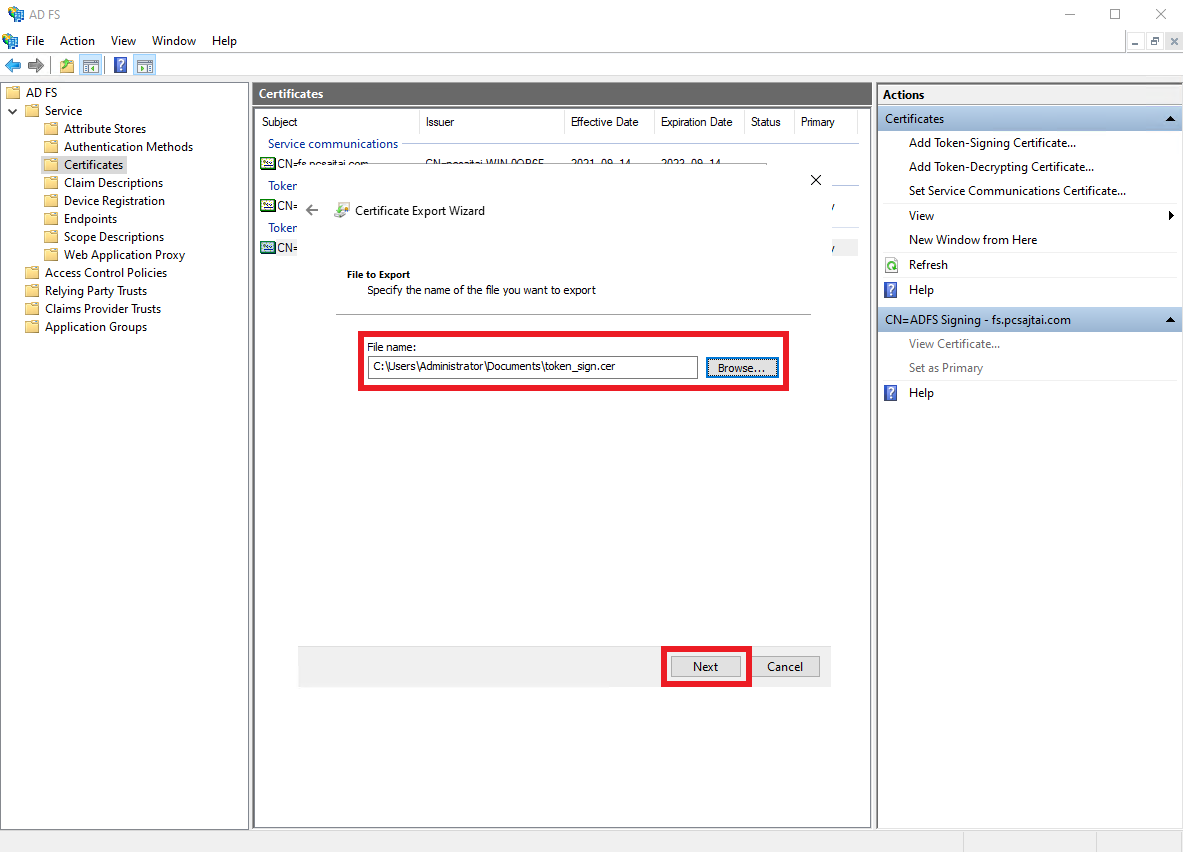 AD FS
File Action View Window Help
AD FS
Service
Attribute Stores
Authentication Methods
Certificates
Claim Descriptions
Device Registration
Endpoints
Scope Descriptions
Web Application Proxy
Access Control Policies
Relying Party Trusts
Claims Provider Trusts
Application Groups
Certificates
Subject Issuer Effective Date Expiration Date Status Primary
Service communications
CN=fs.pcsajtai.com 2021-09-14 2022-09-14
Token
CN=
Token
CN=
Certificate Export Wizard
File to Export
Specify the name of the file you want to export
File name:
C:\Users\Administrator\Documents\token_sign.cer Browse...
Next Cancel
Actions
Certificates
Add Token-Signing Certificate...
Add Token-Decrypting Certificate...
Set Service Communications Certificate...
View
New Window from Here
Refresh
Help
CN=ADFS Signing - fs.pcsajtai.com
View Certificate...
Set as Primary
Help